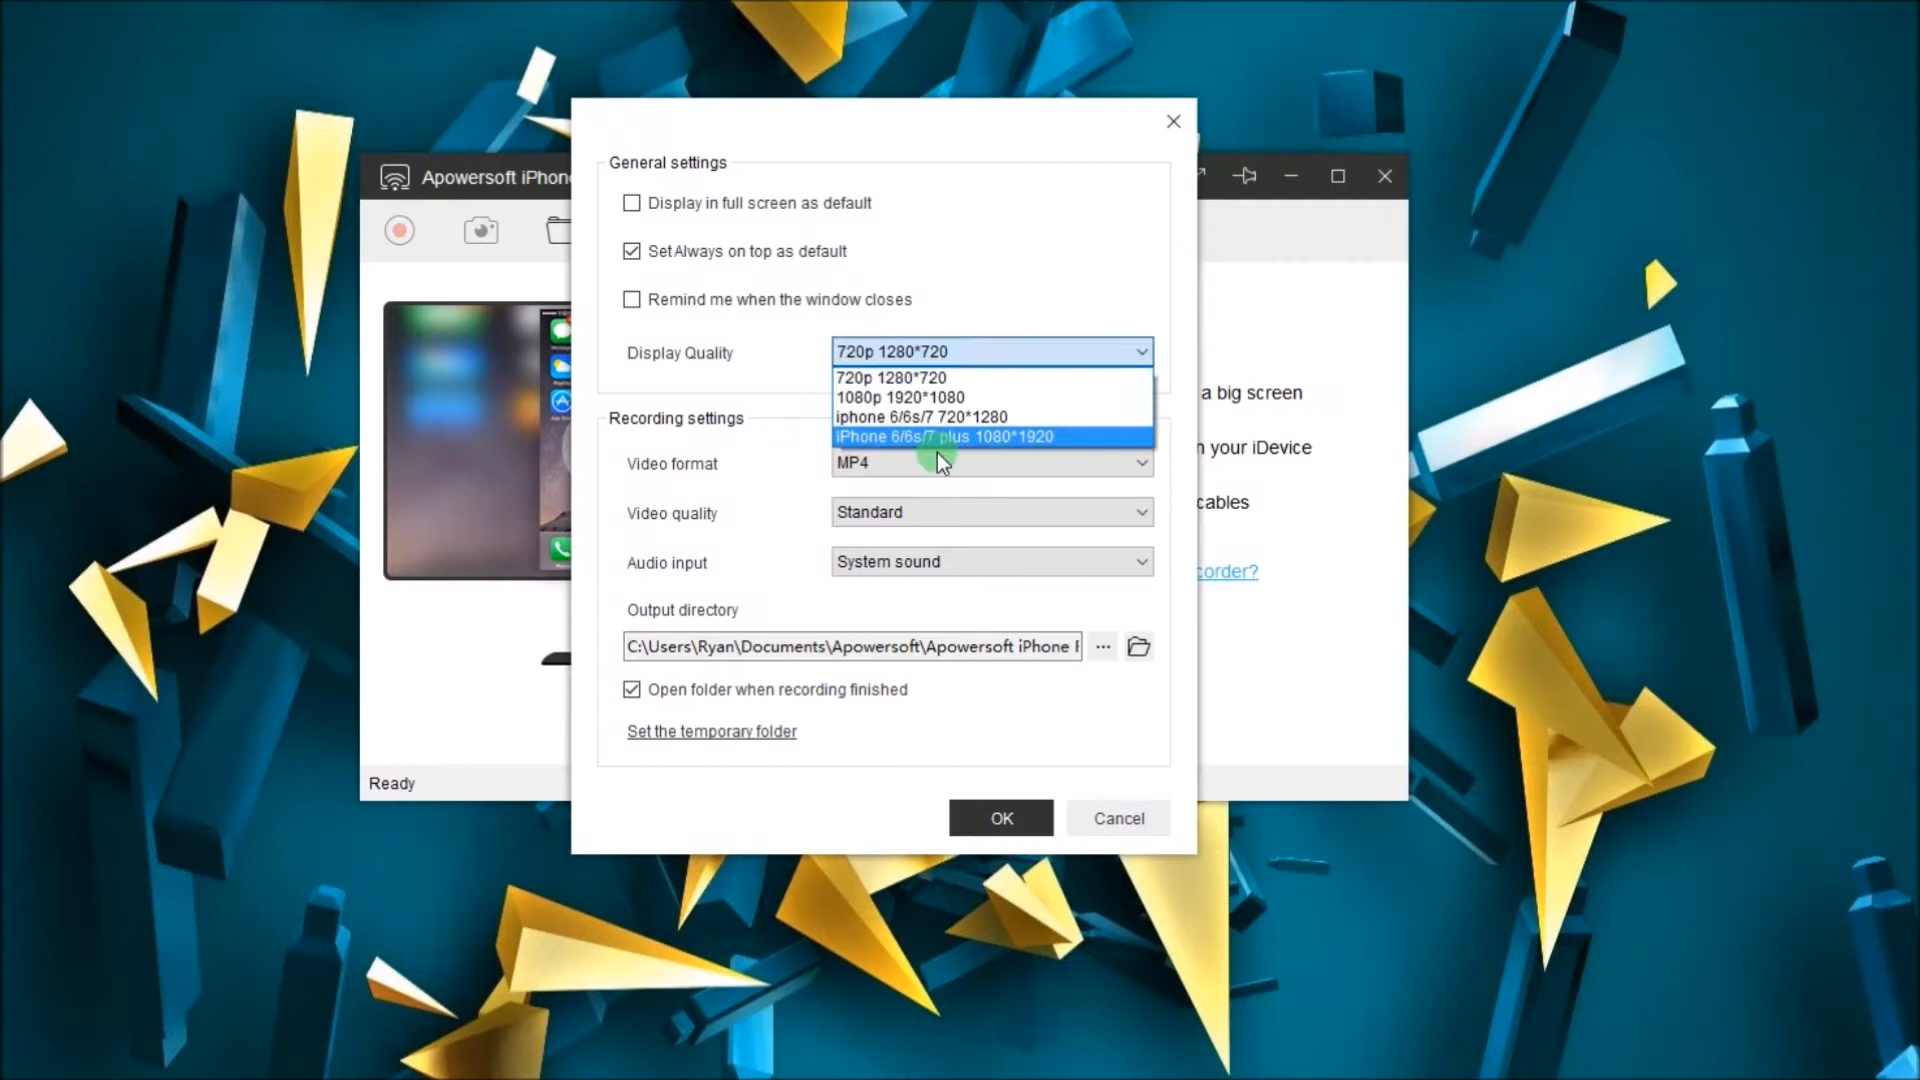 Apowersoft iPhone
General settings
Display in full screen as default
Set Always on top as default
Remind me when the window closes
Display Quality
720p 1280*720
720p 1280*720
1080p 1920*1080
iphone 6/6s/7 720*1280
iPhone 6/6s/7 plus 1080*1920
Recording settings
Video format
MP4
Video quality
Standard
Audio input
System sound
Output directory
C:\Users\Ryan\Documents\Apowersoft\Apowersoft iPhone
Open folder when recording finished
Set the temporary folder
OK
Cancel
a big screen
your iDevice
cables
corder?
Ready